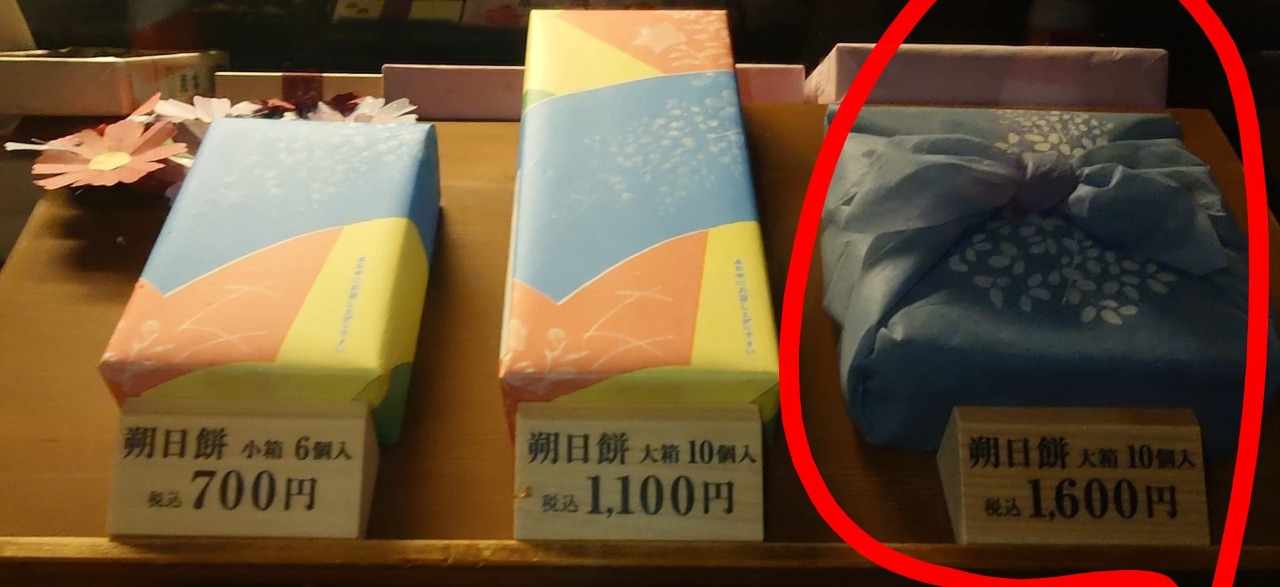 朔日餅 小箱 6個入
税込 700円
朔日餅 大箱 10個入
税込 1,100円
朔日餅 大箱 10個入
税込 1,600円